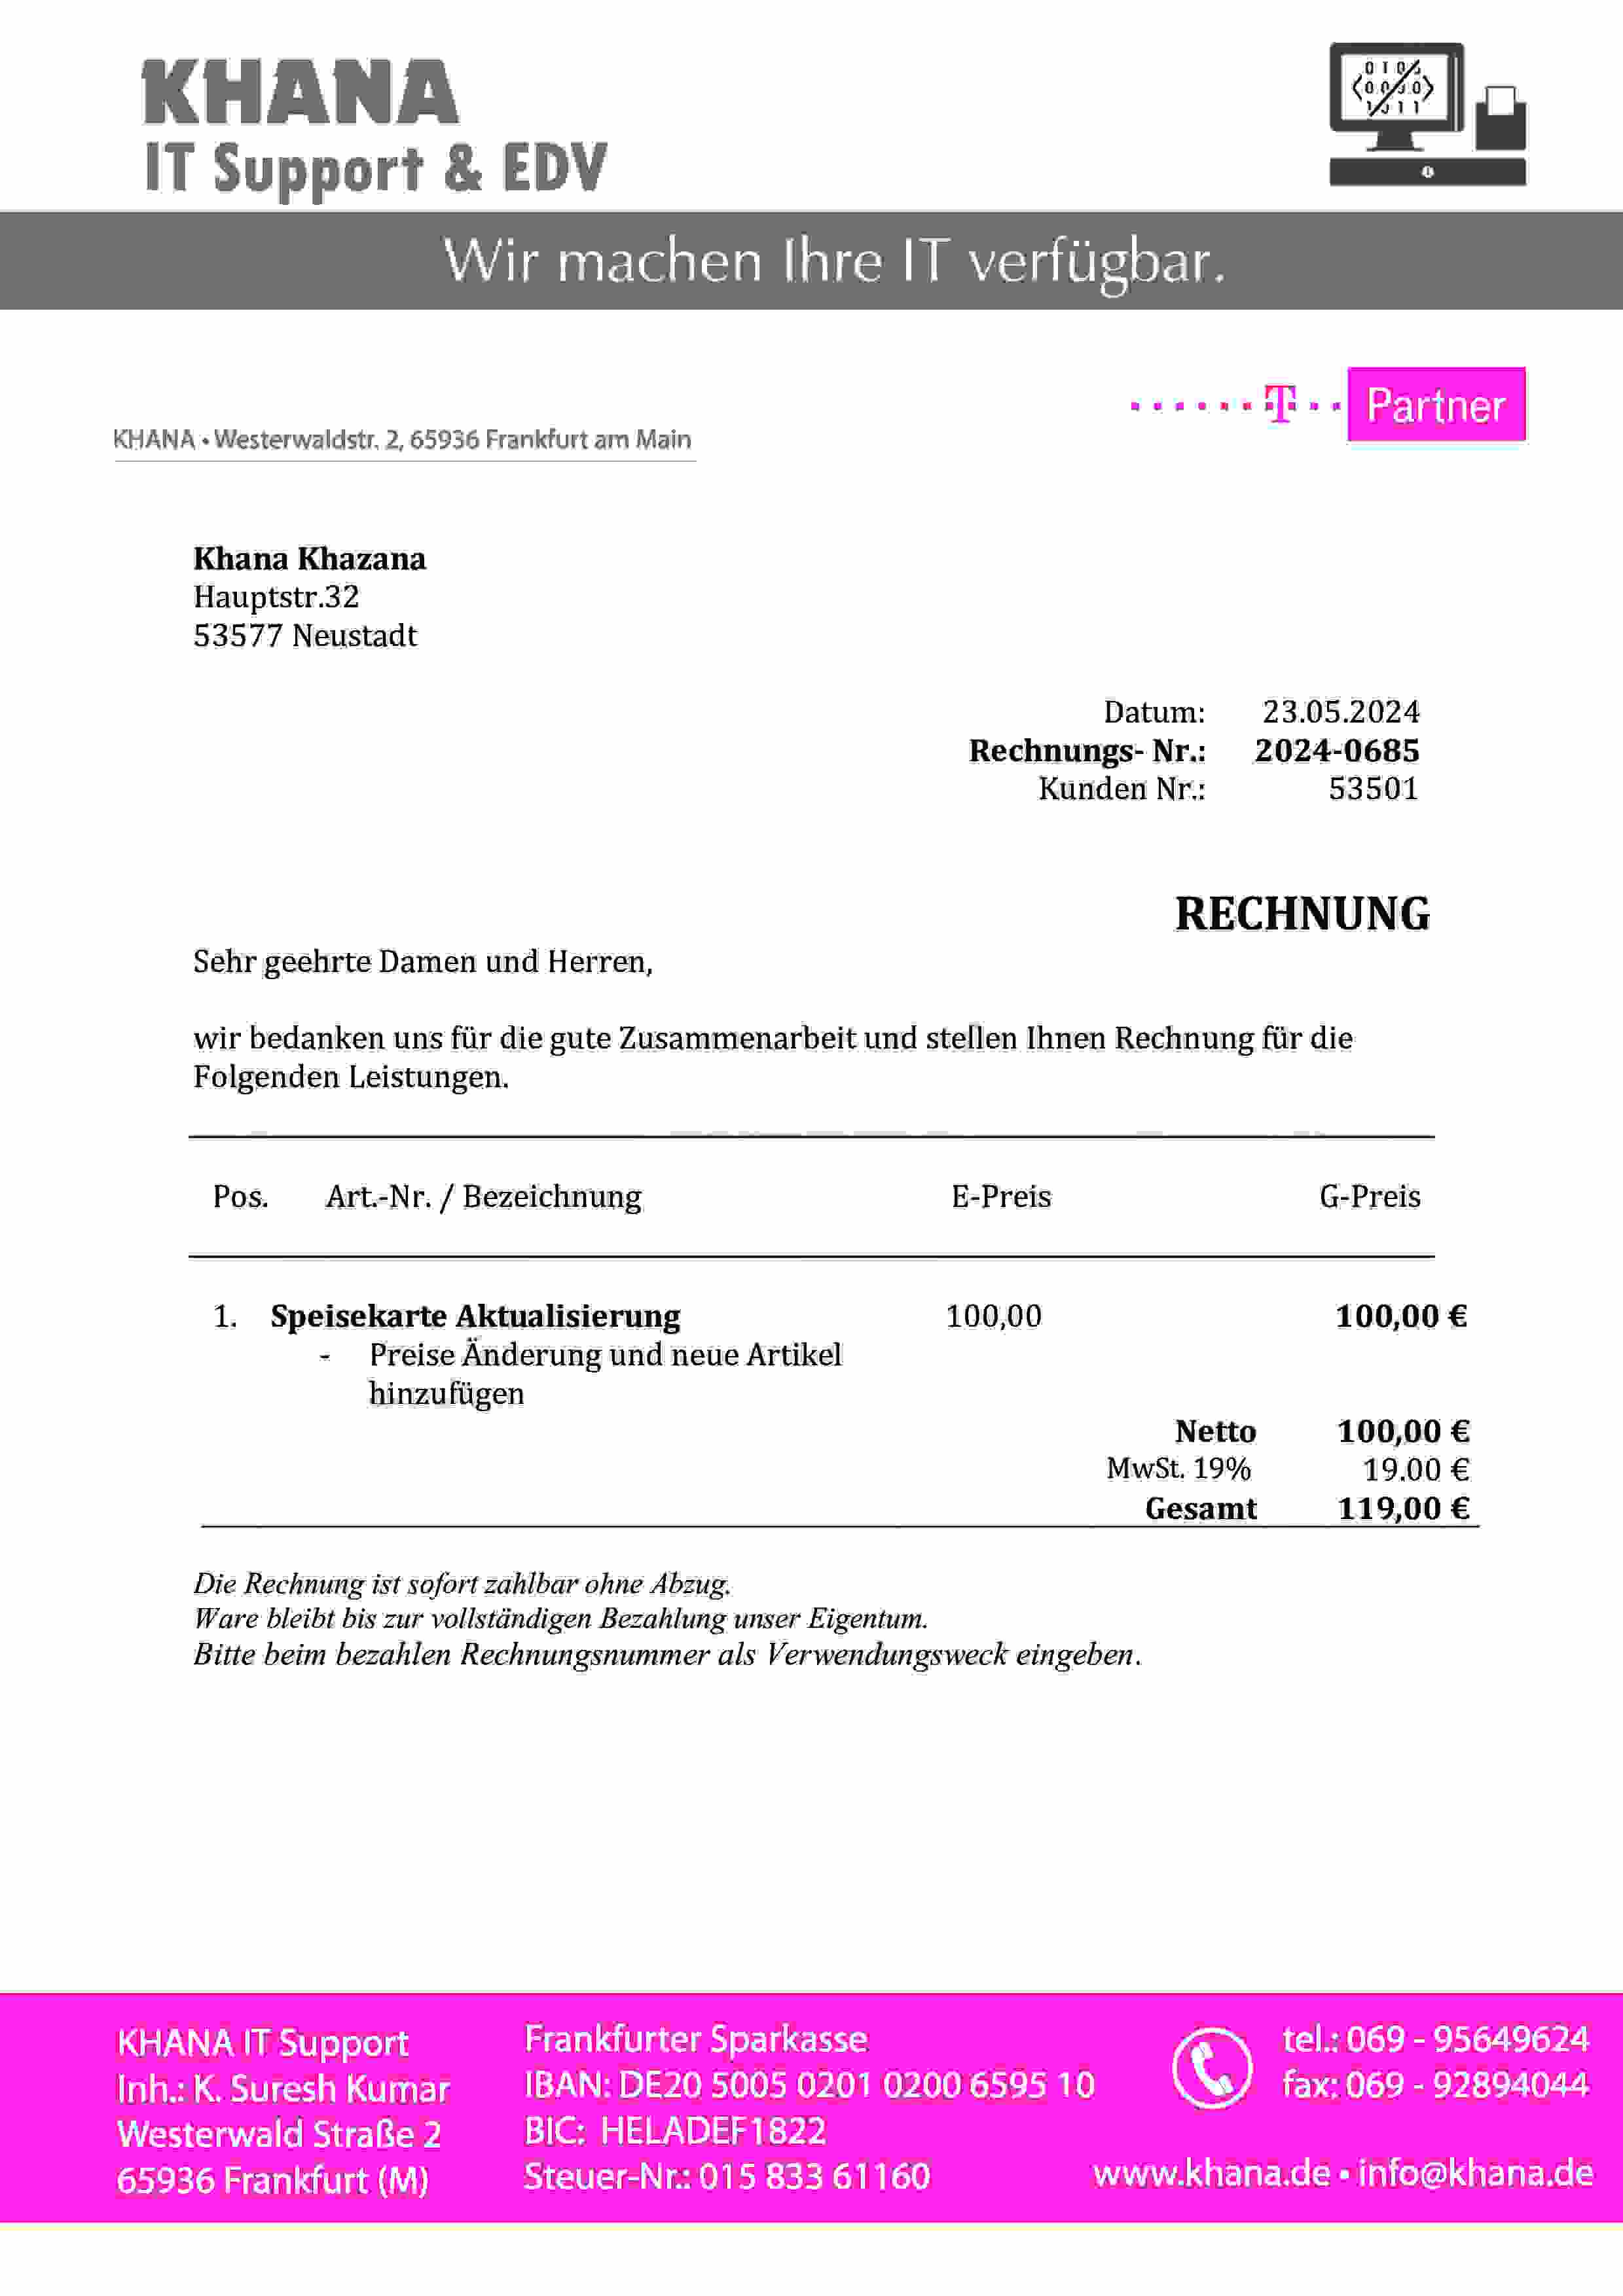 KHANA
IT Support & EDV
Wir machen Ihre IT verfügbar.
T Partner
KHANA • Westerwaldstr. 2, 65936 Frankfurt am Main
Khana Khazana
Hauptstr.32
53577 Neustadt
Datum: 23.05.2024
Rechnungs- Nr.: 2024-0685
Kunden Nr.: 53501
RECHNUNG
Sehr geehrte Damen und Herren,
wir bedanken uns für die gute Zusammenarbeit und stellen Ihnen Rechnung für die
Folgenden Leistungen.
Pos. Art.-Nr. / Bezeichnung E-Preis G-Preis
1. Speisekarte Aktualisierung 100,00 100,00 €
- Preise Änderung und neue Artikel
hinzufügen
Netto 100,00 €
MwSt. 19% 19.00 €
Gesamt 119,00 €
Die Rechnung ist sofort zahlbar ohne Abzug.
Ware bleibt bis zur vollständigen Bezahlung unser Eigentum.
Bitte beim bezahlen Rechnungsnummer als Verwendungsweck eingeben.
KHANA IT Support
Inh.: K. Suresh Kumar
Westerwald Straße 2
65936 Frankfurt (M)
Frankfurter Sparkasse
IBAN: DE20 5005 0201 0200 6595 10
BIC: HELADEF1822
Steuer-Nr.: 015 833 61160
tel.: 069 - 95649624
fax: 069 - 92894044
www.khana.de • info@khana.de